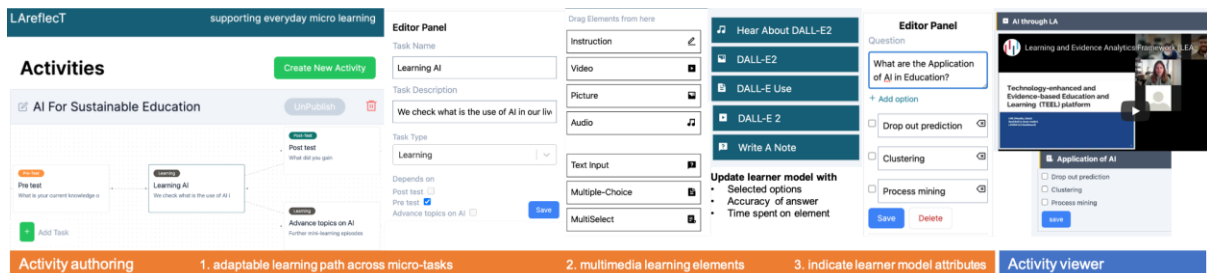 LAreflecT
supporting everyday micro learning
Activities
Create New Activity
AI For Sustainable Education
UnPublish
Pre test
Pre test
What is your current knowledge o
Learning
Learning AI
We check what is the use of AI i
Post test
Post test
What did you gain
Learning
Advance topics on AI
Further mini-learning episodes
+ Add Task
Editor Panel
Task Name
Learning AI
Task Description
We check what is the use of AI in our live
Task Type
Learning
Depends on
Post test
Pre test
Advance topics on AI
Save
Drag Elements from here
Instruction
Video
Picture
Audio
Text Input
Multiple-Choice
MultiSelect
Hear About DALL-E2
DALL-E2
DALL-E Use
DALL-E 2
Write A Note
Update learner model with
• Selected options
• Accuracy of answer
• Time spent on element
Editor Panel
Question
What are the Application
of AI in Education?
+ Add option
Drop out prediction
Clustering
Process mining
Save
Delete
AI through LA
Learning and Evidence Analytics Framework (LEA
Technology-enhanced and
Evidence-based Education and
Learning (TEEL) platform
Application of AI
Drop out prediction
Clustering
Process mining
save
Activity authoring
1. adaptable learning path across micro-tasks
2. multimedia learning elements
3. indicate learner model attributes
Activity viewer